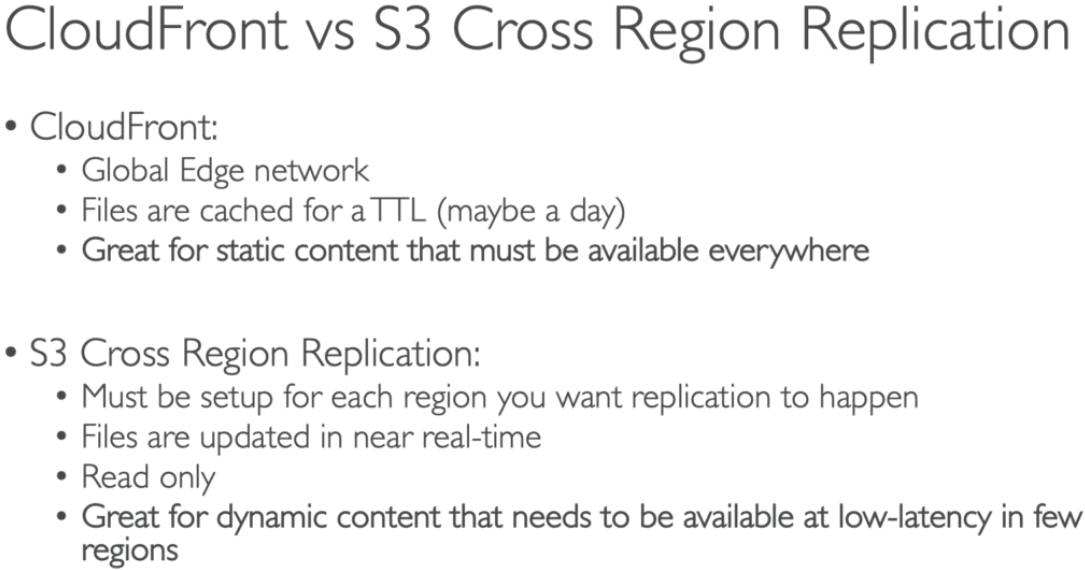 CloudFront vs S3 Cross Region Replication
• CloudFront:
• Global Edge network
• Files are cached for a TTL (maybe a day)
• Great for static content that must be available everywhere
• S3 Cross Region Replication:
• Must be setup for each region you want replication to happen
• Files are updated in near real-time
• Read only
• Great for dynamic content that needs to be available at low-latency in few
regions